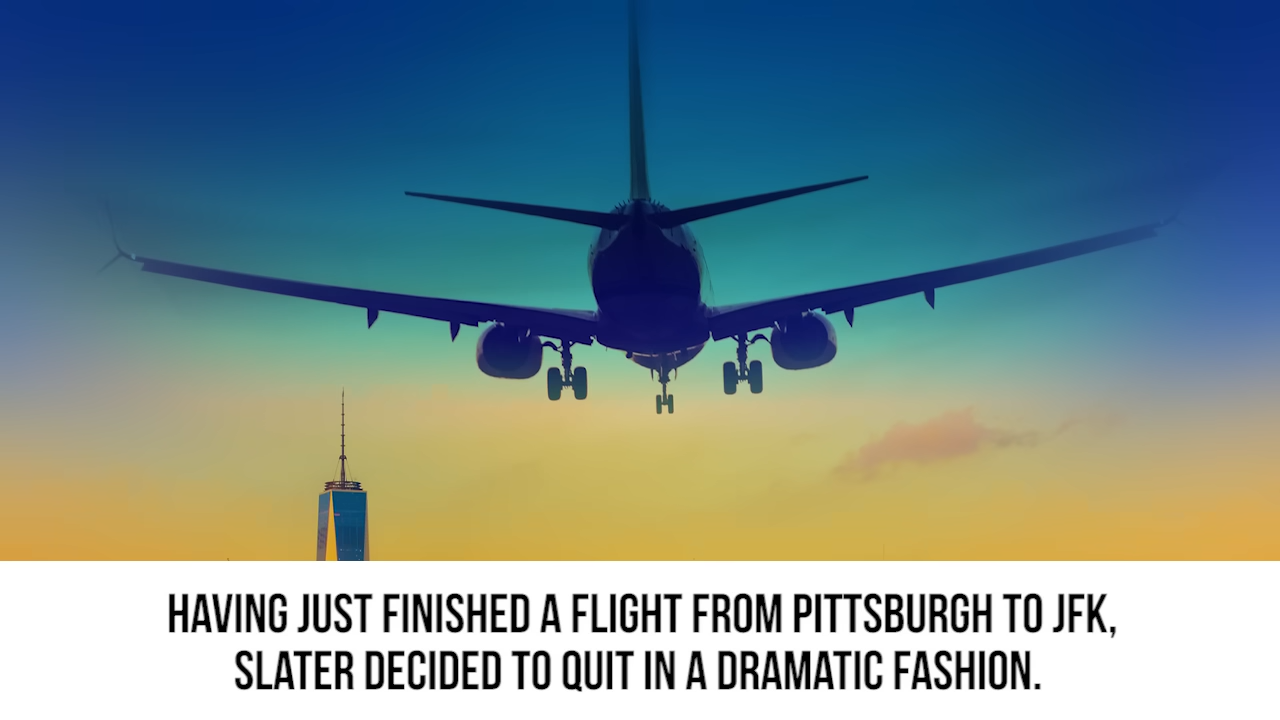 HAVING JUST FINISHED A FLIGHT FROM PITTSBURGH TO JFK,
SLATER DECIDED TO QUIT IN A DRAMATIC FASHION.